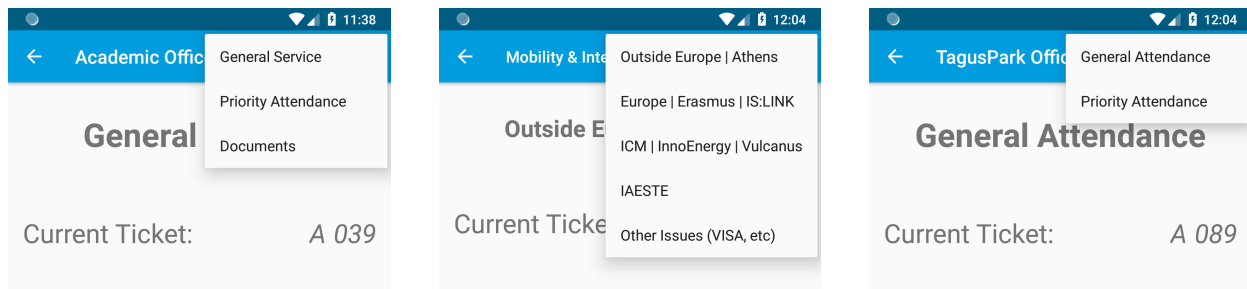 11:38
Academic Offic
General Service
Priority Attendance
Documents
General
Current Ticket: A 039
12:04
Mobility & Inte
Outside Europe | Athens
Europe | Erasmus | IS:LINK
ICM | InnoEnergy | Vulcanus
IAESTE
Other Issues (VISA, etc)
Outside E
Current Ticke
12:04
TagusPark Offic
General Attendance
Priority Attendance
General Attendance
Current Ticket: A 089